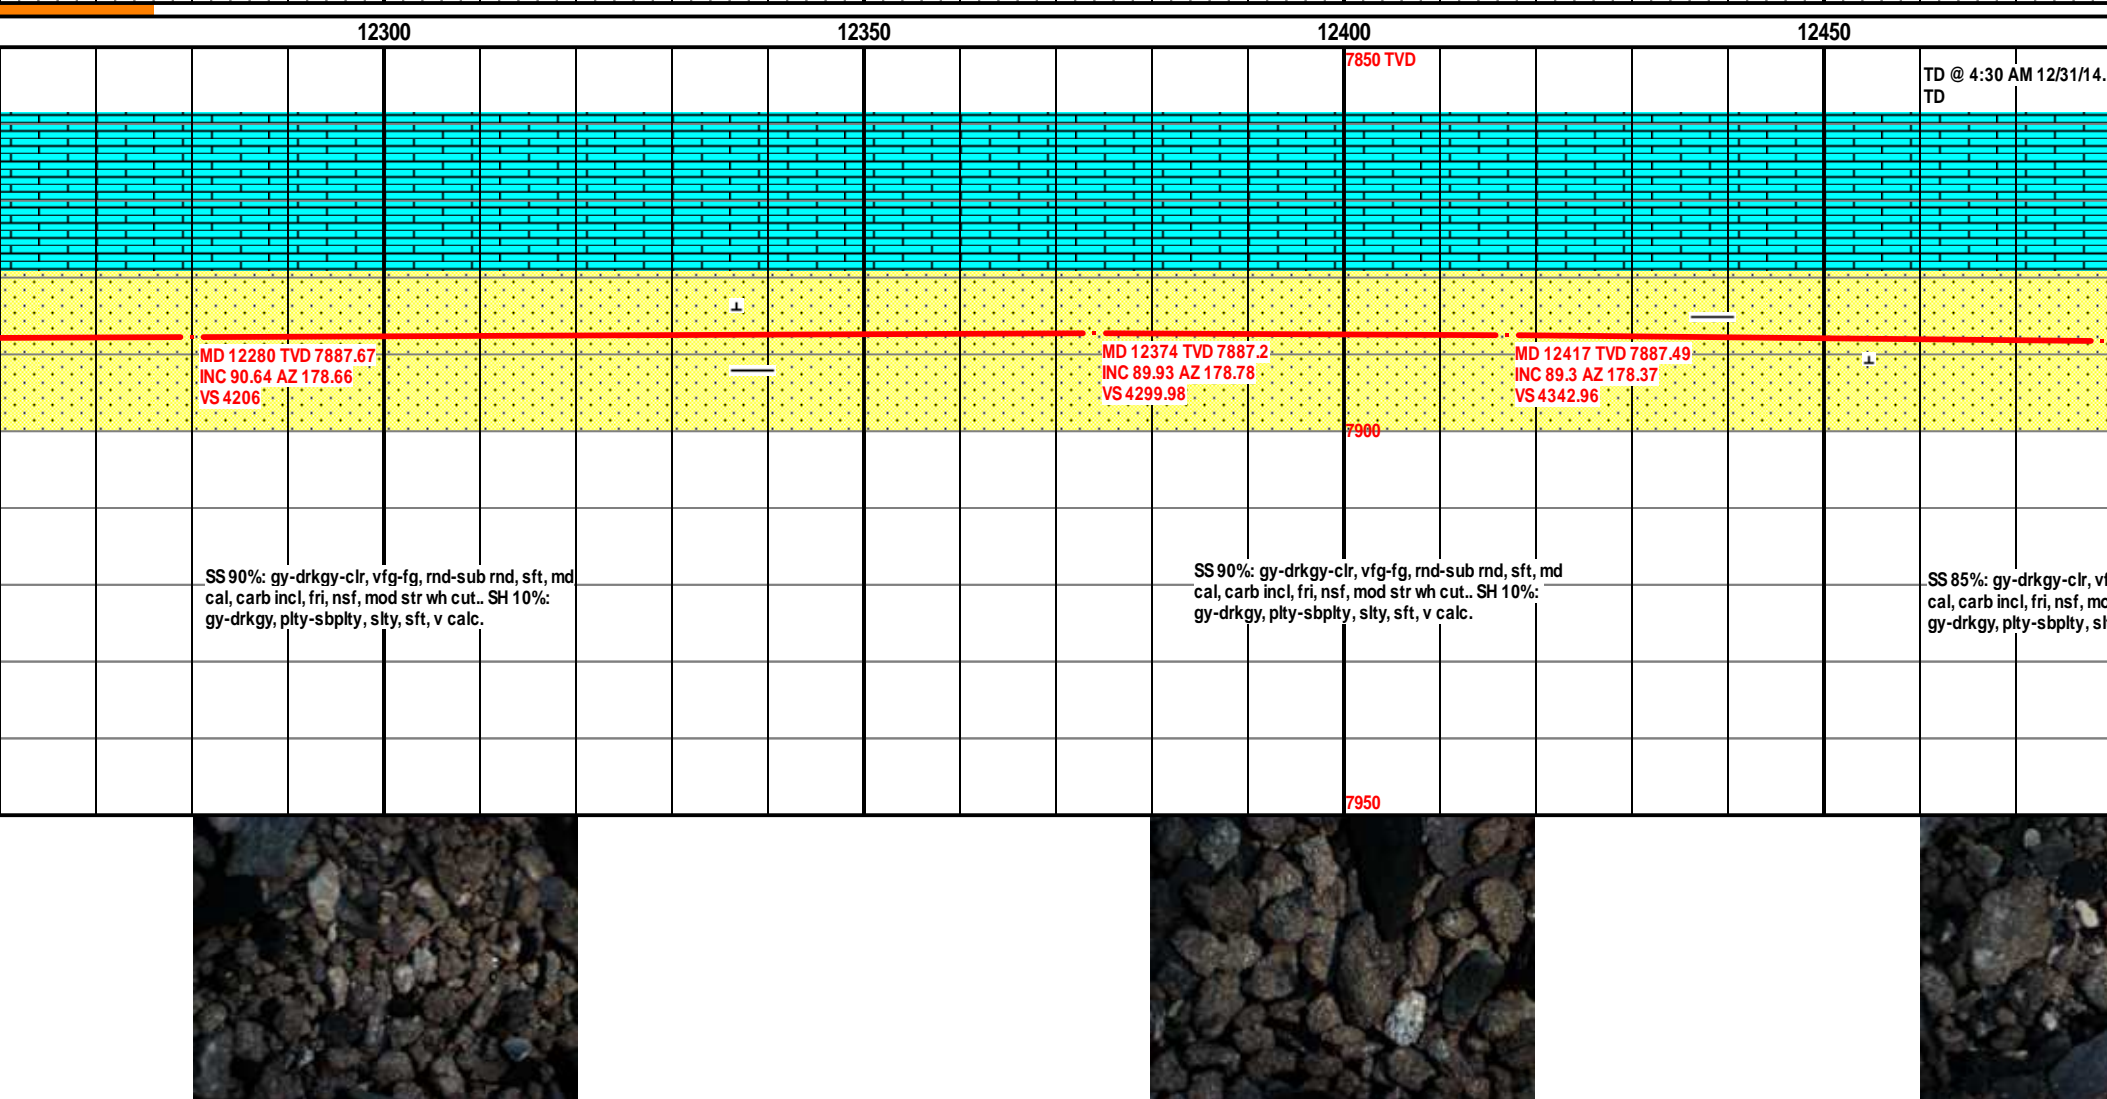 12300
12350
12400
12450
7850 TVD
TD @ 4:30 AM 12/31/14.
TD
MD 12280 TVD 7887.67
INC 90.64 AZ 178.66
VS 4206
MD 12374 TVD 7887.2
INC 89.93 AZ 178.78
VS 4299.98
MD 12417 TVD 7887.49
INC 89.3 AZ 178.37
VS 4342.96
7900
SS 90%: gy-drkgy-clr, vfg-fg, rnd-sub rnd, sft, md
cal, carb incl, fri, nsf, mod str wh cut.. SH 10%:
gy-drkgy, plty-sbplty, slty, sft, v calc.
SS 90%: gy-drkgy-clr, vfg-fg, rnd-sub rnd, sft, md
cal, carb incl, fri, nsf, mod str wh cut.. SH 10%:
gy-drkgy, plty-sbplty, slty, sft, v calc.
SS 85%: gy-drkgy-clr,
cal, carb incl, fri, nsf,
gy-drkgy, plty-sbplty,
7950